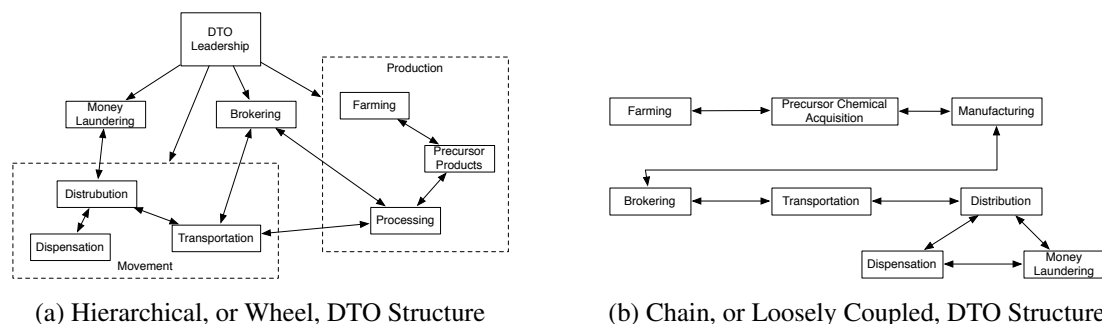 DTO
Leadership
Production
Money
Laundering
Brokering
Farming
Precursor
Products
Distrubution
Processing
Transportation
Dispensation
Movement
(a) Hierarchical, or Wheel, DTO Structure
Farming
Precursor Chemical
Acquisition
Manufacturing
Brokering
Transportation
Distribution
Dispensation
Money
Laundering
(b) Chain, or Loosely Coupled, DTO Structure